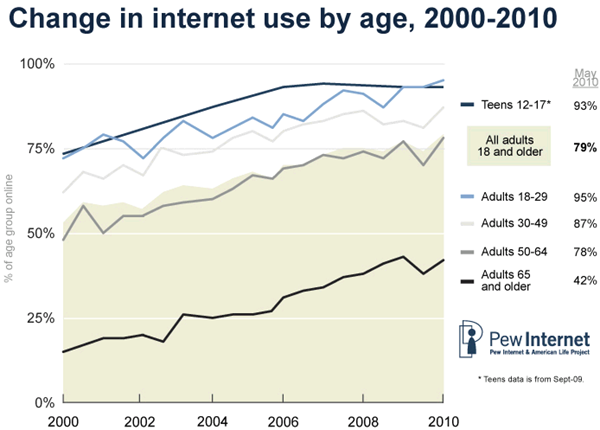 Change in internet use by age, 2000-2010
May
2010
100%
75%
50%
25%
0%
% of age group online
Teens 12-17* 93%
All adults
18 and older 79%
Adults 18-29 95%
Adults 30-49 87%
Adults 50-64 78%
Adults 65
and older 42%
Pew Internet
Pew Internet & American Life Project
* Teens data is from Sept-09.
2000 2002 2004 2006 2008 2010